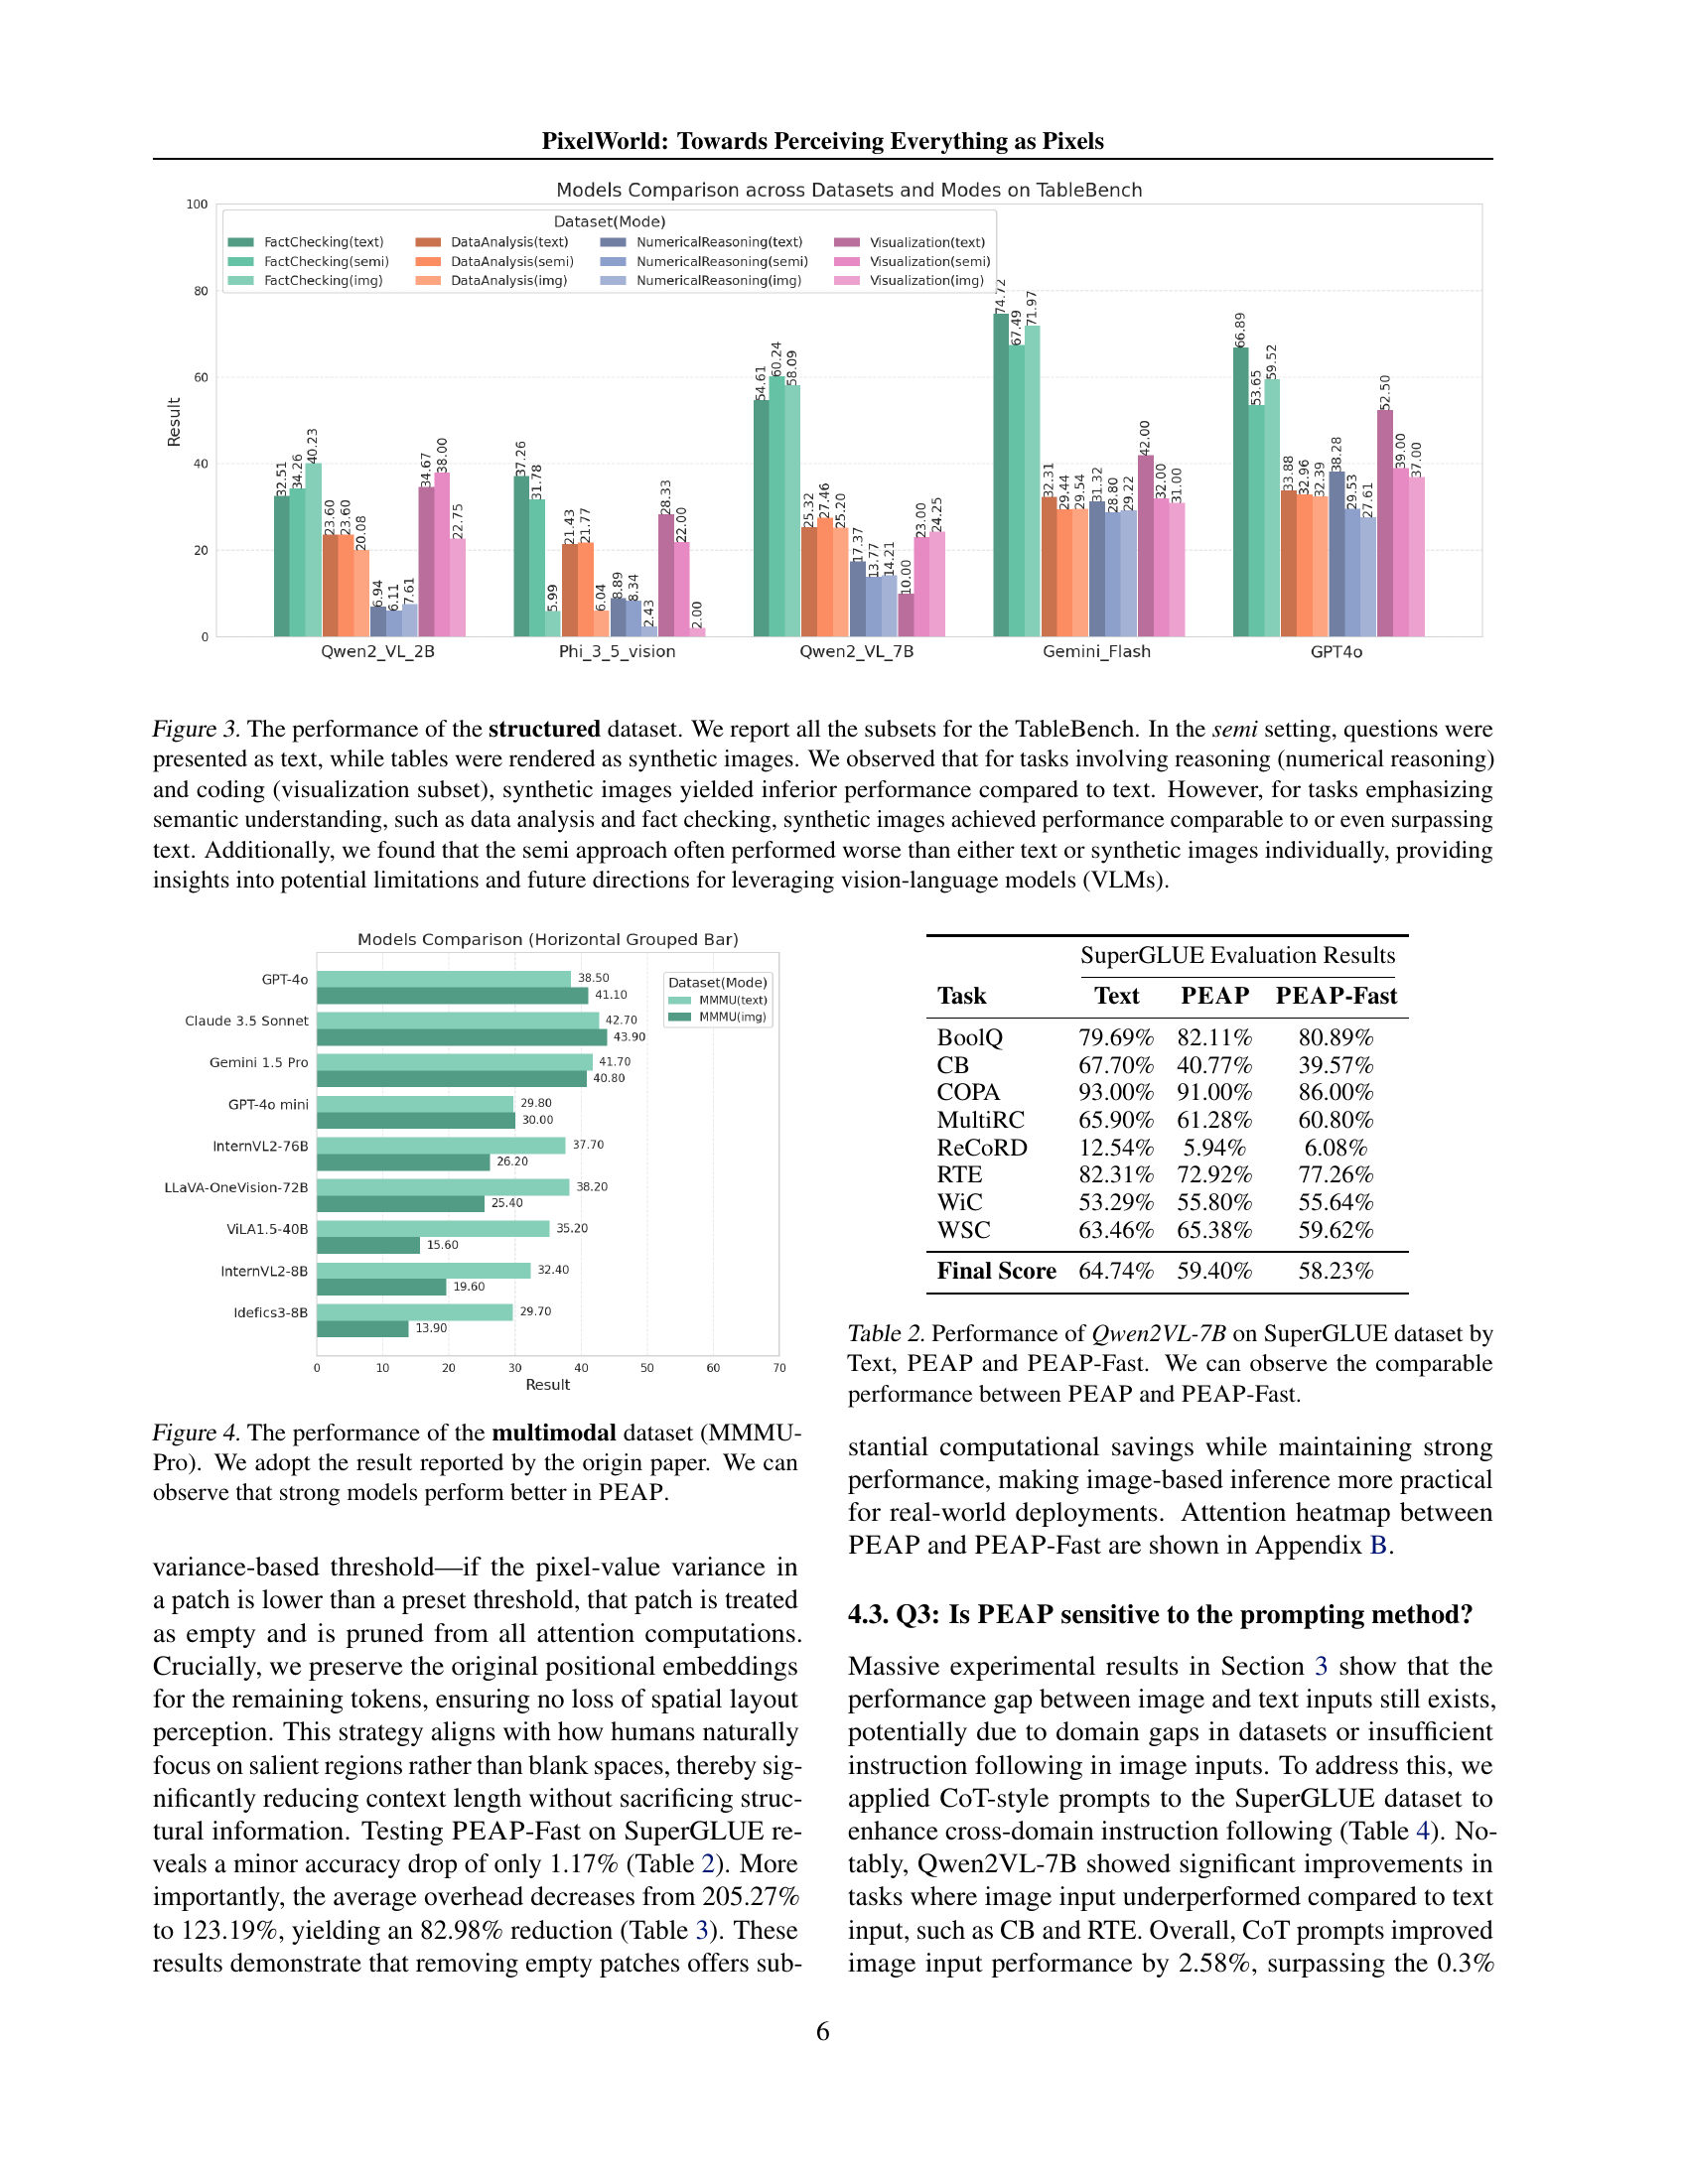 PixelWorld: Towards Perceiving Everything as Pixels
Models Comparison across Datasets and Modes on TableBench
Dataset(Mode)
FactChecking(text) DataAnalysis(text) NumericalReasoning(text) Visualization(text)
FactChecking(semi) DataAnalysis(semi) NumericalReasoning(semi) Visualization(semi)
FactChecking(img) DataAnalysis(img) NumericalReasoning(img) Visualization(img)
Result
100
80
60
40
20
0
32.51 34.26 40.23 23.60 23.60 20.08 6.94 6.11 7.61 34.67 38.00 22.75
37.26 31.78 5.99 21.43 21.77 6.04 8.89 8.34 2.43 28.33 22.00 2.00
54.61 60.24 58.09 25.32 27.46 25.20 17.37 13.77 14.21 10.00 23.00 24.25
74.72 67.49 71.97 32.31 29.44 29.54 31.32 28.80 29.22 42.00 32.00 31.00
66.89 53.65 59.52 33.88 32.96 32.39 38.28 29.53 27.61 52.50 39.00 37.00
Qwen2_VL_2B Phi_3_5_vision Qwen2_VL_7B Gemini_Flash GPT4o
Figure 3. The performance of the structured dataset. We report all the subsets for the TableBench. In the semi setting, questions were
presented as text, while tables were rendered as synthetic images. We observed that for tasks involving reasoning (numerical reasoning)
and coding (visualization subset), synthetic images yielded inferior performance compared to text. However, for tasks emphasizing
semantic understanding, such as data analysis and fact checking, synthetic images achieved performance comparable to or even surpassing
text. Additionally, we found that the semi approach often performed worse than either text or synthetic images individually, providing
insights into potential limitations and future directions for leveraging vision-language models (VLMs).
Models Comparison (Horizontal Grouped Bar)
Dataset(Mode)
MMMU(text)
MMMU(img)
GPT-4o 38.50
41.10
Claude 3.5 Sonnet 42.70
43.90
Gemini 1.5 Pro 41.70
40.80
GPT-4o mini 29.80
30.00
InternVL2-76B 37.70
26.20
LLaVA-OneVision-72B 38.20
25.40
ViLA1.5-40B 35.20
15.60
InternVL2-8B 32.40
19.60
Idefics3-8B 29.70
13.90
0 10 20 30 40 50 60 70
Result
Figure 4. The performance of the multimodal dataset (MMMU-
Pro). We adopt the result reported by the origin paper. We can
observe that strong models perform better in PEAP.
variance-based threshold—if the pixel-value variance in
a patch is lower than a preset threshold, that patch is treated
as empty and is pruned from all attention computations.
Crucially, we preserve the original positional embeddings
for the remaining tokens, ensuring no loss of spatial layout
perception. This strategy aligns with how humans naturally
focus on salient regions rather than blank spaces, thereby sig-
nificantly reducing context length without sacrificing struc-
tural information. Testing PEAP-Fast on SuperGLUE re-
veals a minor accuracy drop of only 1.17% (Table 2). More
importantly, the average overhead decreases from 205.27%
to 123.19%, yielding an 82.98% reduction (Table 3). These
results demonstrate that removing empty patches offers sub-
SuperGLUE Evaluation Results
Task Text PEAP PEAP-Fast
BoolQ 79.69% 82.11% 80.89%
CB 67.70% 40.77% 39.57%
COPA 93.00% 91.00% 86.00%
MultiRC 65.90% 61.28% 60.80%
ReCoRD 12.54% 5.94% 6.08%
RTE 82.31% 72.92% 77.26%
WiC 53.29% 55.80% 55.64%
WSC 63.46% 65.38% 59.62%
Final Score 64.74% 59.40% 58.23%
Table 2. Performance of Qwen2VL-7B on SuperGLUE dataset by
Text, PEAP and PEAP-Fast. We can observe the comparable
performance between PEAP and PEAP-Fast.
stantial computational savings while maintaining strong
performance, making image-based inference more practical
for real-world deployments. Attention heatmap between
PEAP and PEAP-Fast are shown in Appendix B.
4.3. Q3: Is PEAP sensitive to the prompting method?
Massive experimental results in Section 3 show that the
performance gap between image and text inputs still exists,
potentially due to domain gaps in datasets or insufficient
instruction following in image inputs. To address this, we
applied CoT-style prompts to the SuperGLUE dataset to
enhance cross-domain instruction following (Table 4). No-
tably, Qwen2VL-7B showed significant improvements in
tasks where image input underperformed compared to text
input, such as CB and RTE. Overall, CoT prompts improved
image input performance by 2.58%, surpassing the 0.3%
6